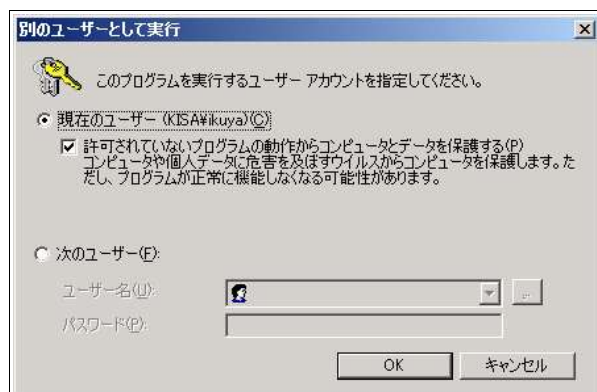 別のユーザーとして実行
このプログラムを実行するユーザー アカウントを指定してください。
現在のユーザー (KISA¥ikuya)(C)
許可されていないプログラムの動作からコンピュータとデータを保護する(P)
コンピュータや個人データに危害を及ぼすウイルスからコンピュータを保護します。た
だし、プログラムが正常に機能しなくなる可能性があります。
次のユーザー(F):
ユーザー名(U):
...
パスワード(P):
OK
キャンセル